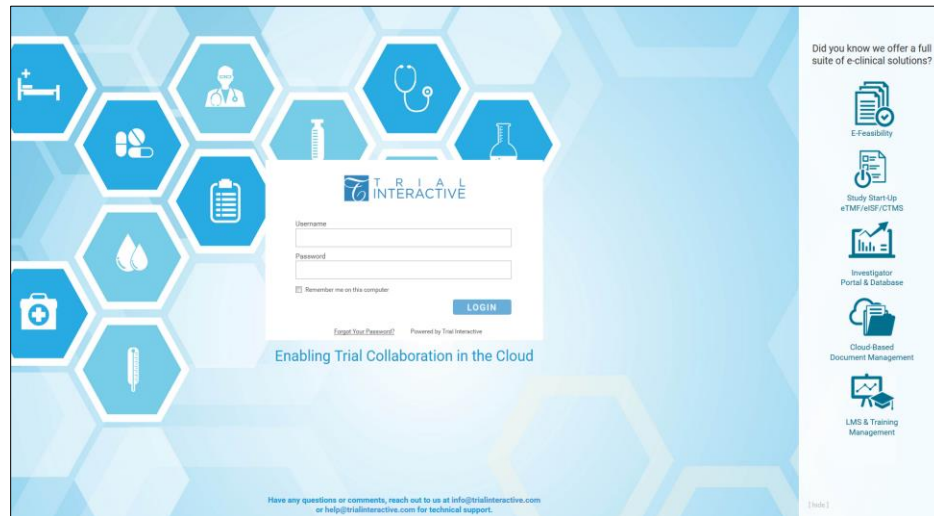 TRIAL
INTERACTIVE
Username
Password
Remember me on this computer
LOGIN
Forgot Your Password? Powered by Trial Interactive
Enabling Trial Collaboration in the Cloud
Have any questions or comments, reach out to us at info@trialinteractive.com
or help@trialinteractive.com for technical support.
Did you know we offer a full
suite of e-clinical solutions?
E-Feasibility
Study Start-Up
eTMF/eISF/CTMS
Investigator
Portal & Database
Cloud-Based
Document Management
LMS & Training
Management
[hide]